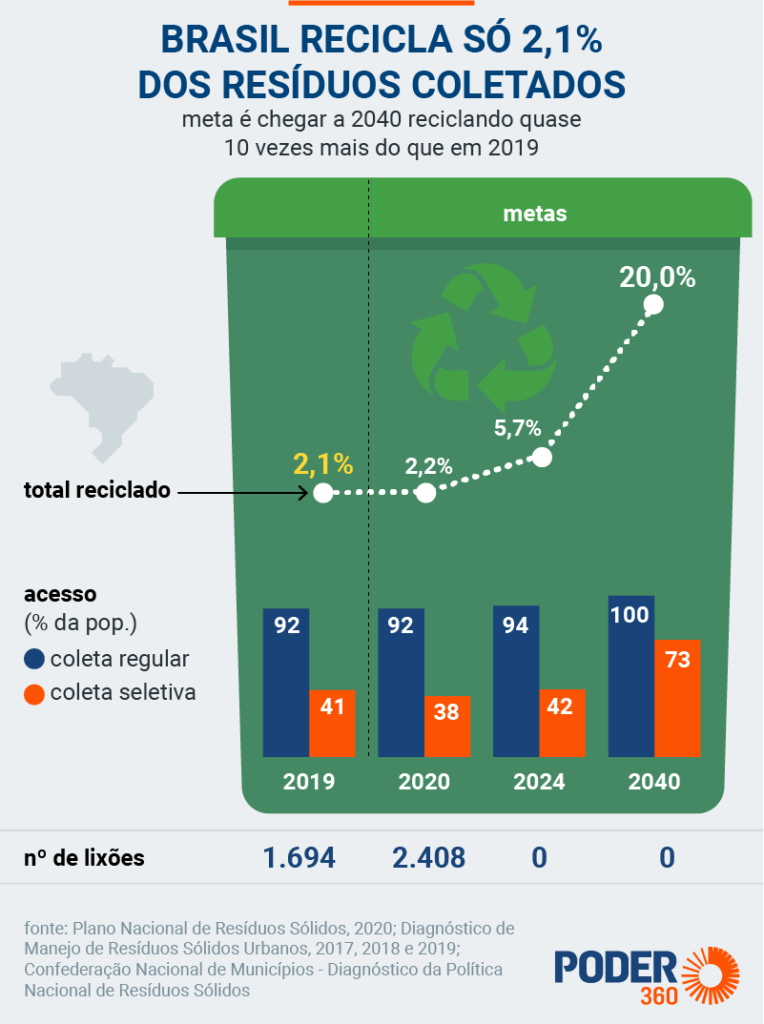 BRASIL RECICLA SÓ 2,1%
DOS RESÍDUOS COLETADOS
meta é chegar a 2040 reciclando quase
10 vezes mais do que em 2019
metas
20,0%
5,7%
2,1%
2,2%
total reciclado
acesso
(% da pop.)
coleta regular
coleta seletiva
92 41 92 38 94 42 100 73
2019 2020 2024 2040
nº de lixões 1.694 2.408 0 0
fonte: Plano Nacional de Resíduos Sólidos, 2020; Diagnóstico de
Manejo de Resíduos Sólidos Urbanos, 2017, 2018 e 2019;
Confederação Nacional de Municípios - Diagnóstico da Política
Nacional de Resíduos Sólidos
PODER
360